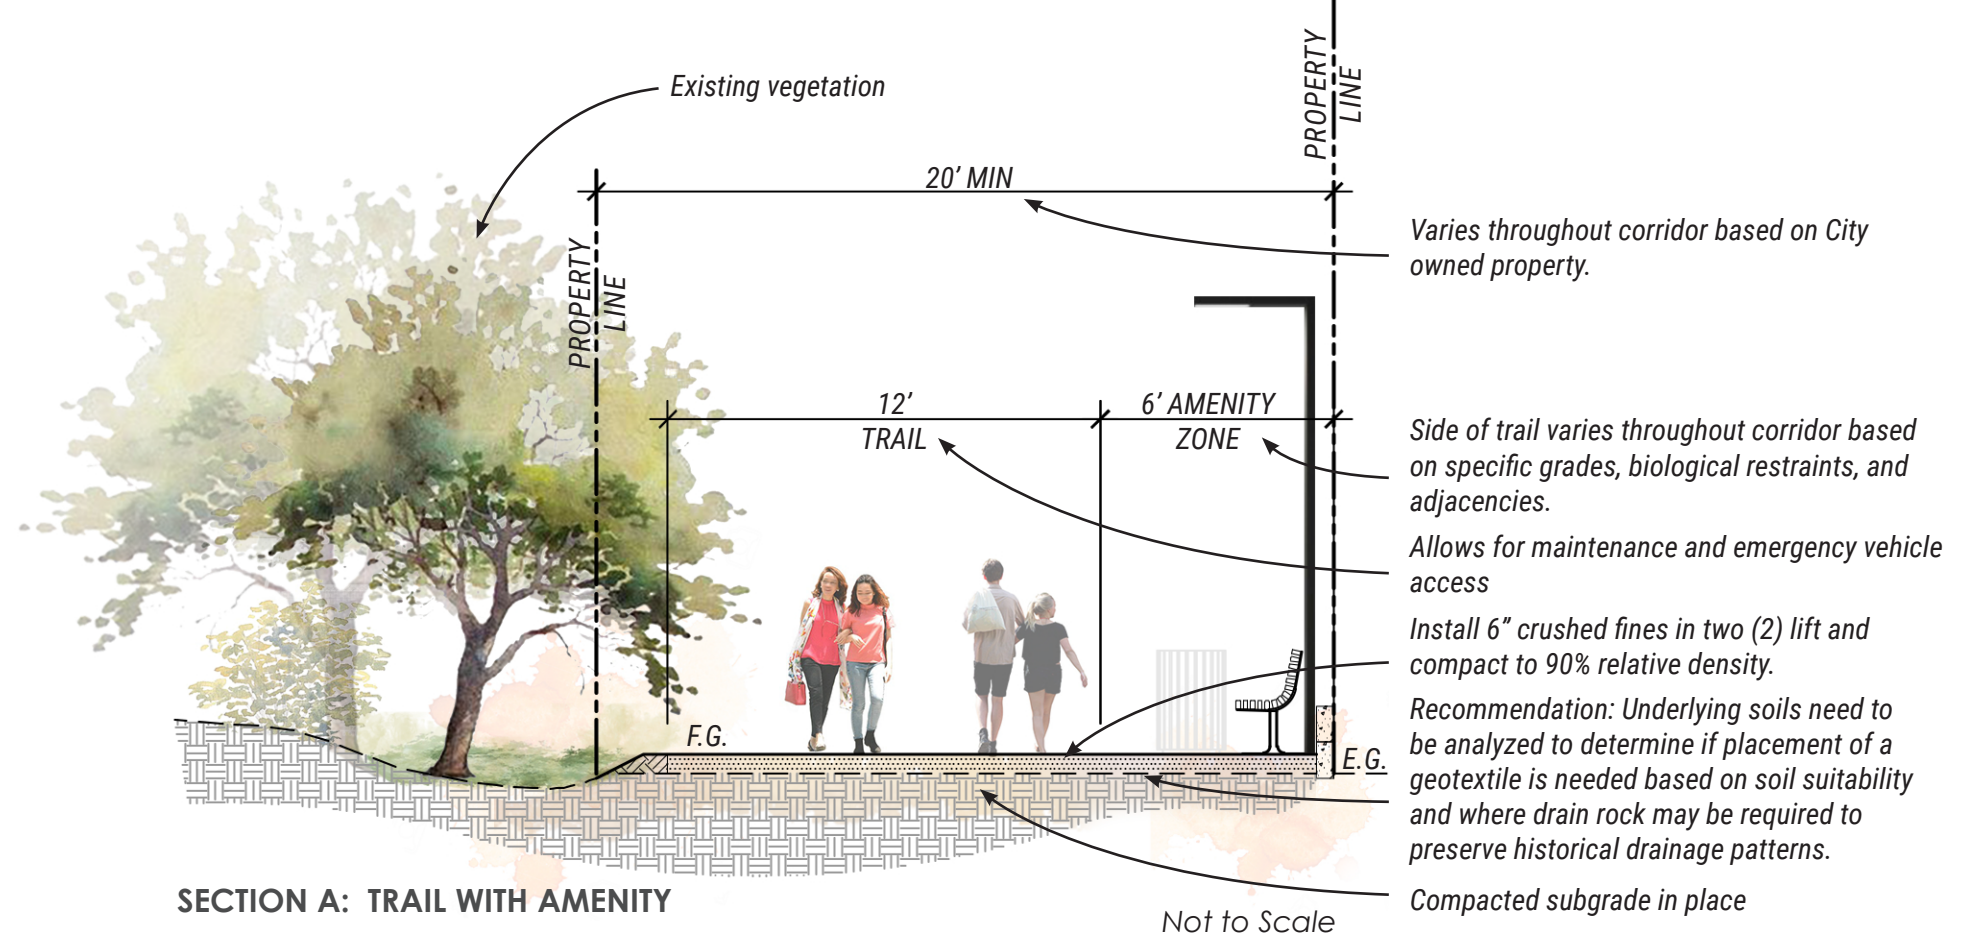 Existing vegetation
PROPERTY
LINE
20’ MIN
Varies throughout corridor based on City
owned property.
PROPERTY
LINE
12’
TRAIL
6’ AMENITY
ZONE
Side of trail varies throughout corridor based
on specific grades, biological restraints, and
adjacencies.
Allows for maintenance and emergency vehicle
access
Install 6” crushed fines in two (2) lift and
compact to 90% relative density.
F.G.
E.G.
Recommendation: Underlying soils need to
be analyzed to determine if placement of a
geotextile is needed based on soil suitability
and where drain rock may be required to
preserve historical drainage patterns.
Compacted subgrade in place
SECTION A: TRAIL WITH AMENITY
Not to Scale